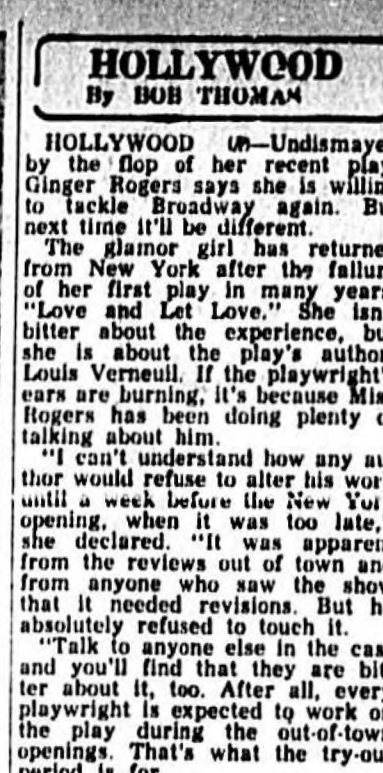 HOLLYWOOD
By BOB THOMAS
HOLLYWOOD (AP)—Undismaye
by the flop of her recent play
Ginger Rogers says she is willin
to tackle Broadway again. Bu
next time it'll be different.
The glamor girl has returne
from New York after the failur
of her first play in many year
"Love and Let Love." She isn
bitter about the experience, bu
she is about the play's author
Louis Verneuil. If the playwright'
ears are burning, it's because Mis
Rogers has been doing plenty o
talking about him.
"I can't understand how any au
thor would refuse to alter his wor
until a week before the New Yor
opening, when it was too late,
she declared. "It was apparen
from the reviews out of town an
from anyone who saw the show
that it needed revisions. But h
absolutely refused to touch it.
"Talk to anyone else in the cas
and you'll find that they are bit
ter about it, too. After all, ever
playwright is expected to work o
the play during the out-of-town
openings. That's what the try-ou
period is for